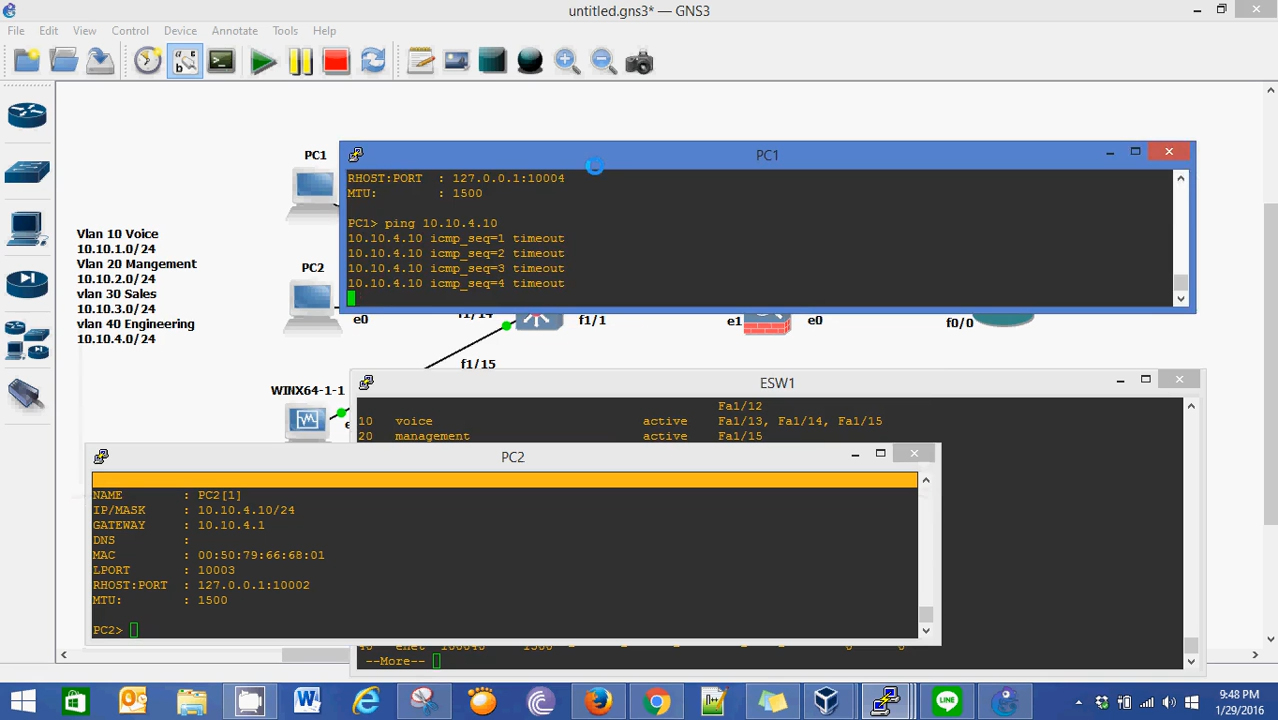 untitled.gns3* — GNS3
File Edit View Control Device Annotate Tools Help
PC1
PC1
RHOST:PORT : 127.0.0.1:10004
MTU: : 1500
PC1> ping 10.10.4.10
10.10.4.10 icmp_seq=1 timeout
10.10.4.10 icmp_seq=2 timeout
10.10.4.10 icmp_seq=3 timeout
10.10.4.10 icmp_seq=4 timeout
Vlan 10 Voice
10.10.1.0/24
Vlan 20 Mangement
10.10.2.0/24
vlan 30 Sales
10.10.3.0/24
vlan 40 Engineering
10.10.4.0/24
PC2
e0
f1/14
f1/1
e1
e0
f0/0
f1/15
WINX64-1-1
e
ESW1
Fa1/12
10 voice active Fa1/13, Fa1/14, Fa1/15
20 management active Fa1/15
PC2
NAME : PC2[1]
IP/MASK : 10.10.4.10/24
GATEWAY : 10.10.4.1
DNS :
MAC : 00:50:79:66:68:01
LPORT : 10003
RHOST:PORT : 127.0.0.1:10002
MTU: : 1500
PC2>
40 enet 100040 1500 - - - - - 0 0
--More--
9:48 PM
1/29/2016